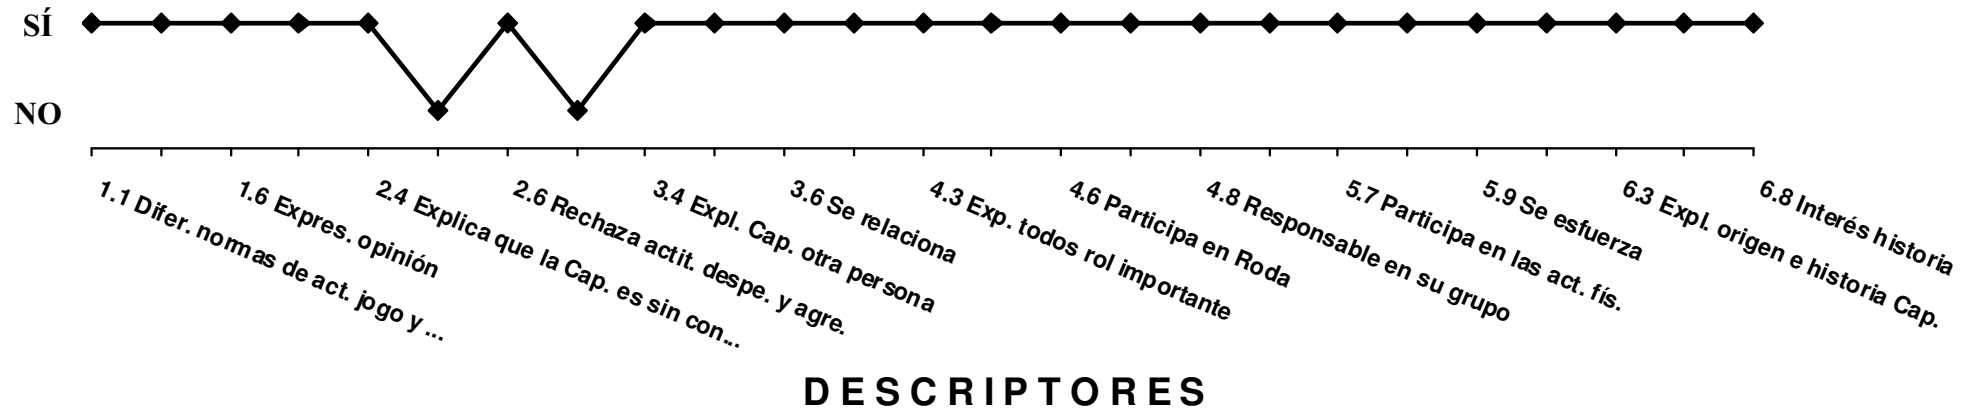 SÍ
NO
1.1 Difer. normas de act. jogo y ...
1.6 Expres. opinión
2.4 Explica que la Cap. es sin con...
2.6 Rechaza actit. despe. y agre.
3.4 Expl. Cap. otra persona
3.6 Se relaciona
4.3 Exp. todos rol importante
4.6 Participa en Roda
4.8 Responsable en su grupo
5.7 Participa en las act. fís.
5.9 Se esfuerza
6.3 Expl. origen e historia Cap.
6.8 Interés historia
DESCRIPTORES